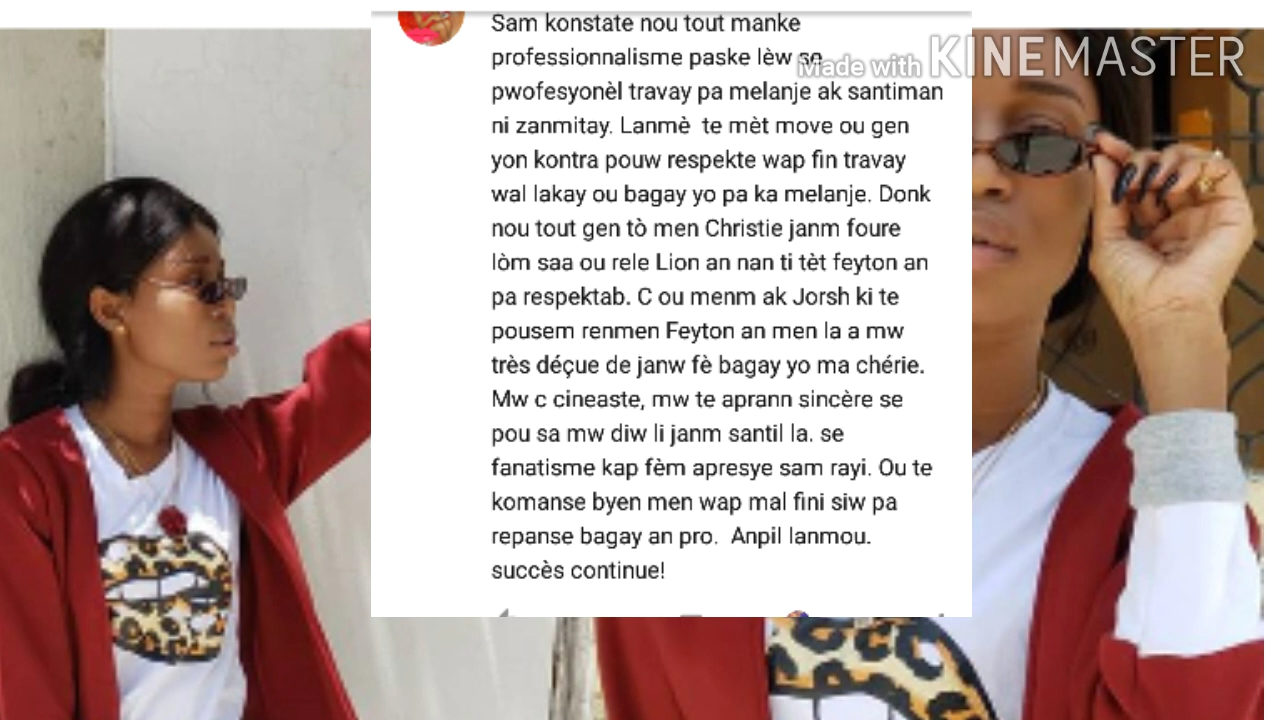 Sam konstate nou tout manke
professionnalisme paske lèw se
Made with KINEMASTER
pwofesyonèl travay pa melanje ak santiman
ni zanmitay. Lanmè te mèt move ou gen
yon kontra pouw respekte wap fin travay
wal lakay ou bagay yo pa ka melanje. Donk
nou tout gen tò men Christie janm foure
lòm saa ou rele Lion an nan ti tèt feyton an
pa respektab. C ou menm ak Jorsh ki te
pousem renmen Feyton an men la a mw
très déçue de janw fè bagay yo ma chérie.
Mw c cineaste, mw te aprann sincère se
pou sa mw diw li janm santil la. se
fanatisme kap fèm apresye sam rayi. Ou te
komanse byen men wap mal fini siw pa
repanse bagay an pro. Anpil lanmou.
succès continue!